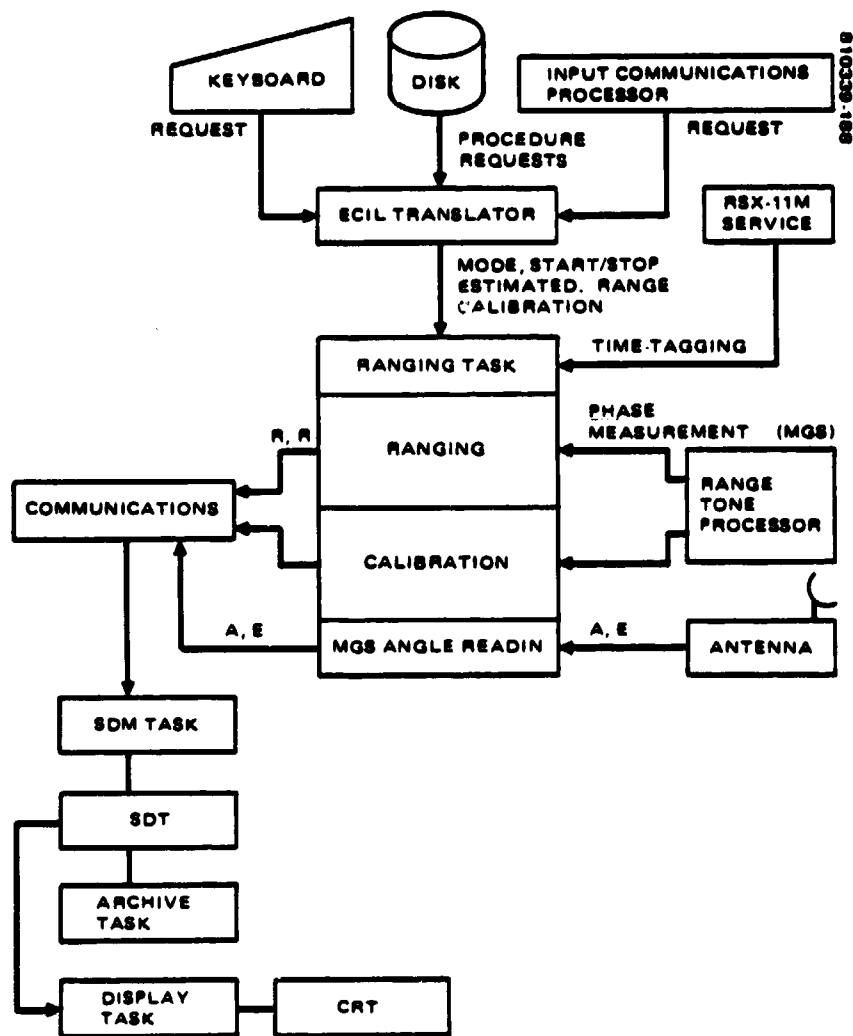 810339-188
KEYBOARD
DISK
INPUT COMMUNICATIONS
PROCESSOR
REQUEST
PROCEDURE
REQUESTS
REQUEST
ECIL TRANSLATOR
RSX-11M
SERVICE
MODE, START/STOP
ESTIMATED. RANGE
CALIBRATION
TIME-TAGGING
RANGING TASK
PHASE
MEASUREMENT (MGS)
R, R
RANGING
RANGE
TONE
PROCESSOR
COMMUNICATIONS
CALIBRATION
A, E
MGS ANGLE READIN
A, E
ANTENNA
SDM TASK
SDT
ARCHIVE
TASK
DISPLAY
TASK
CRT